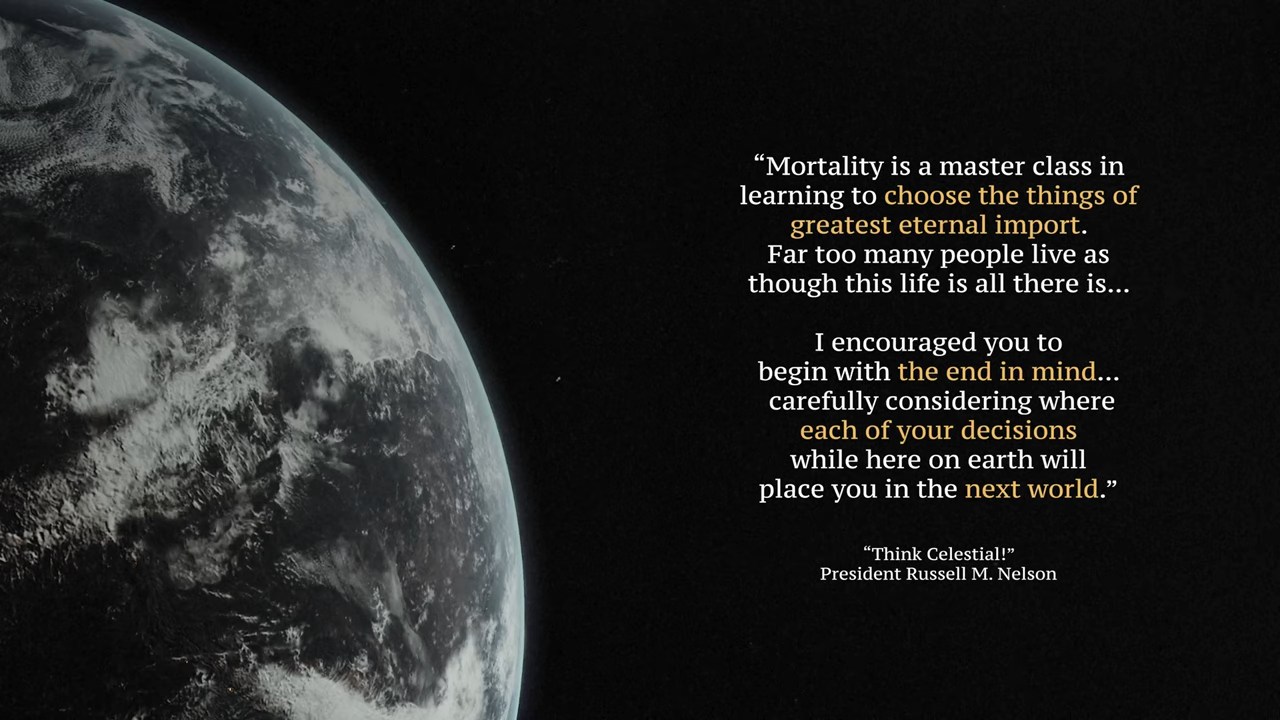 “Mortality is a master class in
learning to choose the things of
greatest eternal import.
Far too many people live as
though this life is all there is...
I encouraged you to
begin with the end in mind...
carefully considering where
each of your decisions
while here on earth will
place you in the next world.”
“Think Celestial!”
President Russell M. Nelson